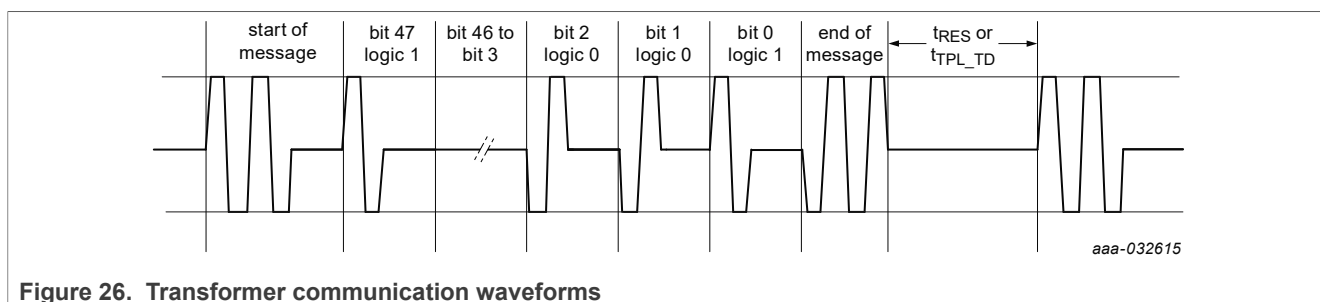 start of
message
bit 47
logic 1
bit 46 to
bit 3
bit 2
logic 0
bit 1
logic 0
bit 0
logic 1
end of
message
tRES or
tTPL_TD
aaa-032615
Figure 26. Transformer communication waveforms